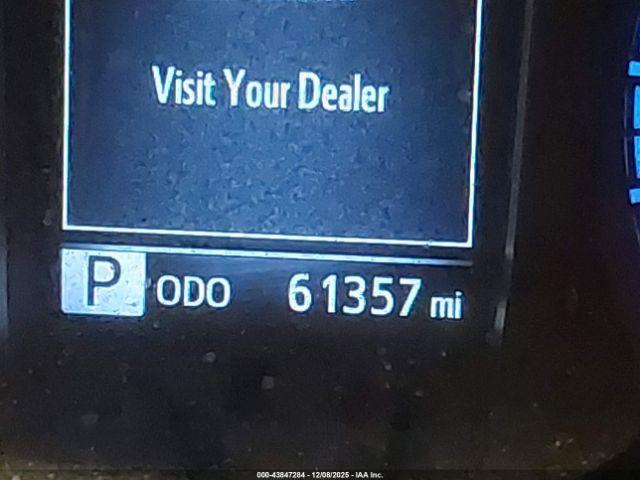 Visit Your Dealer
P ODO 61357 mi
000-43847284 - 12/08/2025 - IAA Inc.